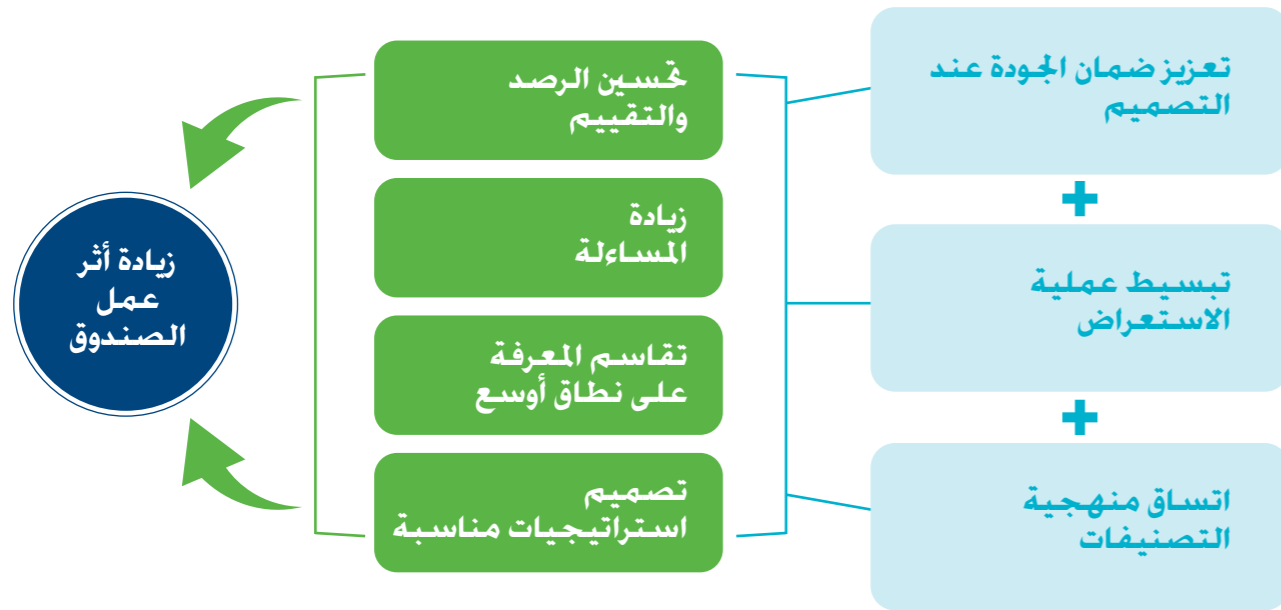 تعزيز ضمان الجودة عند
التصميم
تبسيط عملية
الاستعراض
اتساق منهجية
التصنيفات
تحسين الرصد
والتقييم
زيادة
المساءلة
تقاسم المعرفة
على نطاق أوسع
تصميم
استراتيجيات مناسبة
زيادة أثر
عمل
الصندوق